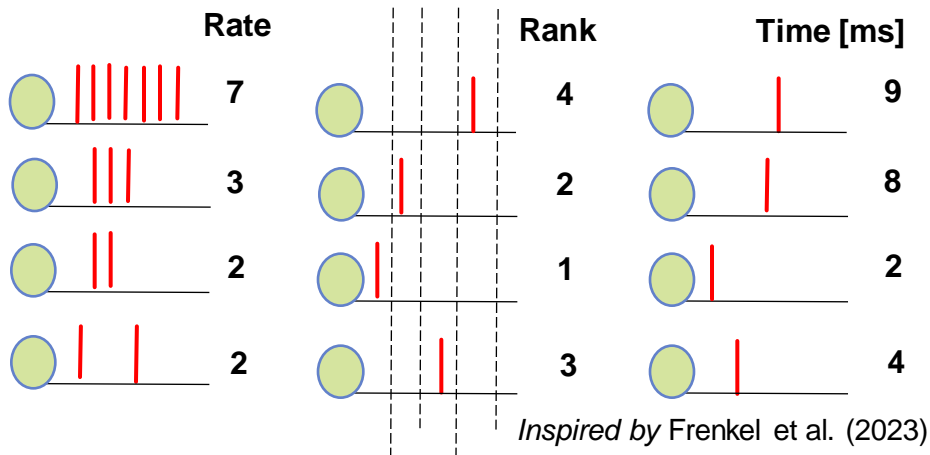 Rate Rank Time [ms]
7 4 9
3 2 8
2 1 2
2 3 4
Inspired by Frenkel et al. (2023)